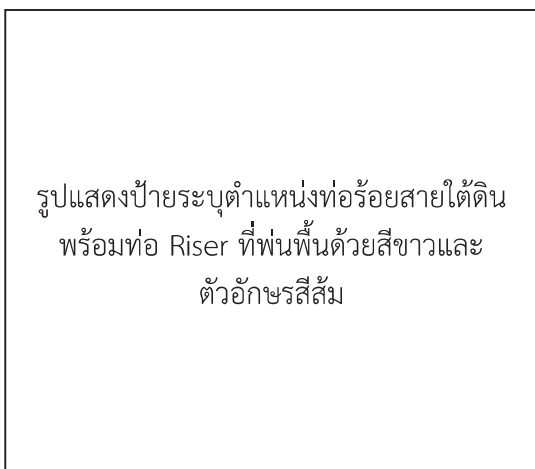 รูปแสดงป้ายระบุตำแหน่งท่อร้อยสายใต้ดิน
พร้อมท่อ Riser ที่พ่นพื้นด้วยสีขาวและ
ตัวอักษรสีส้ม